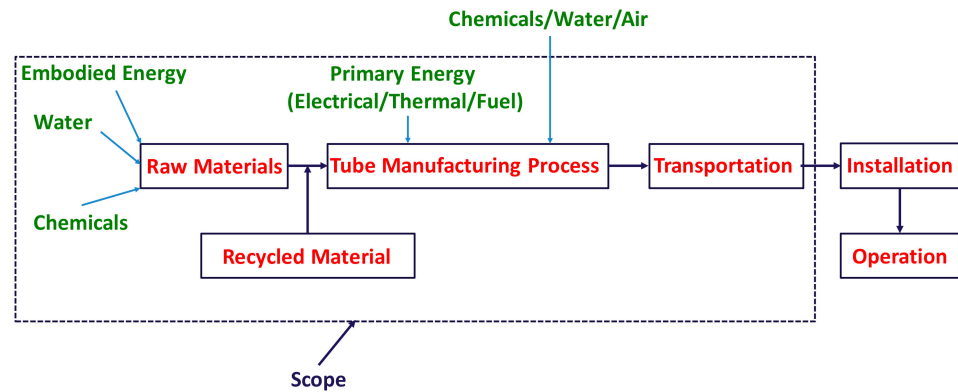 Chemicals/Water/Air
Embodied Energy
Primary Energy
(Electrical/Thermal/Fuel)
Water
Raw Materials
Tube Manufacturing Process
Transportation
Installation
Chemicals
Recycled Material
Operation
Scope